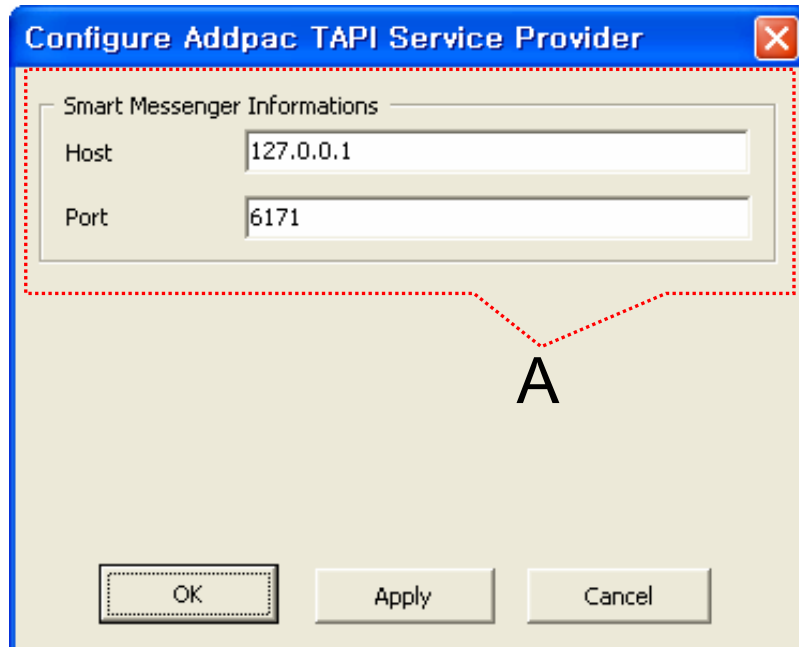 Configure Addpac TAPI Service Provider
Smart Messenger Informations
Host 127.0.0.1
Port 6171
A
OK Apply Cancel